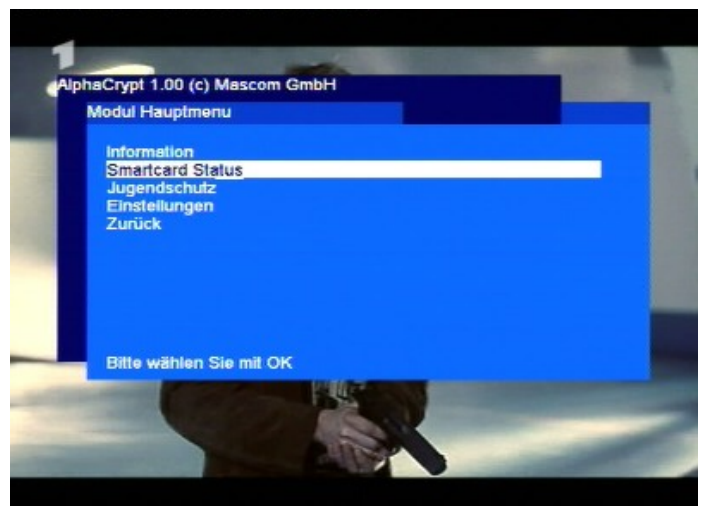 1
AlphaCrypt 1.00 (c) Mascom GmbH
Modul Hauptmenu
Information
Smartcard Status
Jugendschutz
Einstellungen
Zurück
Bitte wählen Sie mit OK